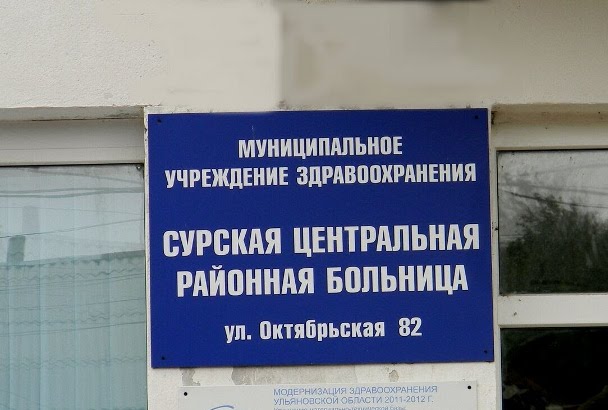 МУНИЦИПАЛЬНОЕ
УЧРЕЖДЕНИЕ ЗДРАВООХРАНЕНИЯ
СУРСКАЯ ЦЕНТРАЛЬНАЯ
РАЙОННАЯ БОЛЬНИЦА
ул. Октябрьская 82
МОДЕРНИЗАЦИЯ ЗДРАВООХРАНЕНИЯ
УЛЬЯНОВСКОЙ ОБЛАСТИ 2011-2012 Г.